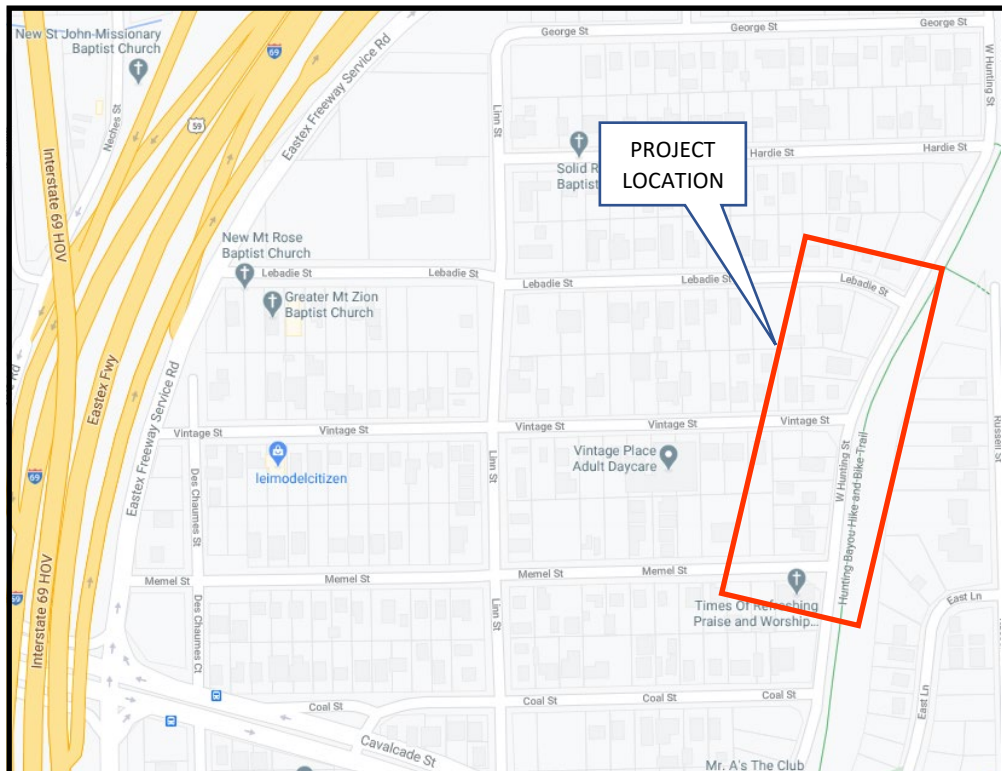 New St John-Missionary
Baptist Church
69
George St
George St
W Hunting St
Neches St
59
Eastex Freeway Service Rd
Linn St
Interstate 69 HOV
PROJECT
LOCATION
Solid
Baptist
Hardie St
Hardie St
New Mt Rose
Baptist Church
Lebadie St
Lebadie St
Lebadie St
Lebadie St
Lebadie St
Greater Mt Zion
Baptist Church
Eastex Fwy
Rd
Eastex Freeway Service Rd
Vintage St
Vintage St
Vintage St
Vintage St
Vintage St
Vintage Place
Adult Daycare
Russell St
leimodelcitizen
Linn St
W Hunting St
Hunting Bayou Hike and Bike Trail
69
Des Chaumes St
Memel St
Memel St
Memel St
Memel St
Times Of Refreshing
Praise and Worship...
69
Interstate 69 HOV
Linn St
East Ln
Des Chaumes Ct
Coal St
Coal St
Coal St
East Ln
Cavalcade St
Mr. A's The Club